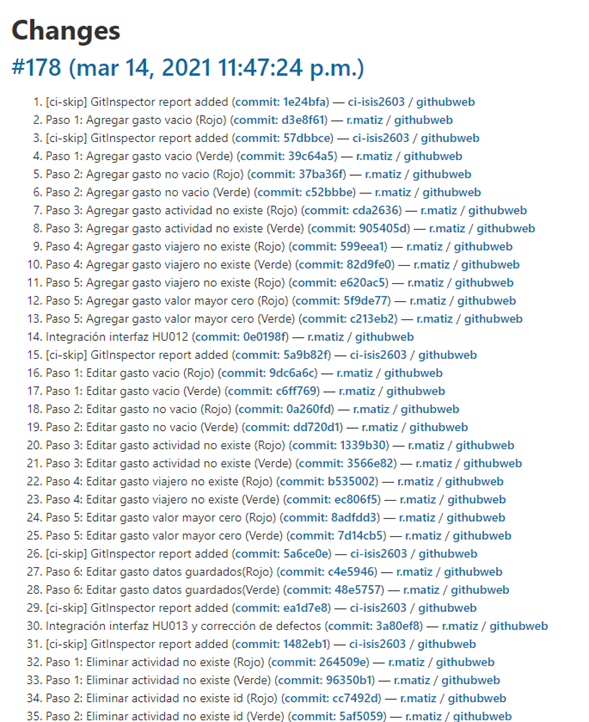 Changes
#178 (mar 14, 2021 11:47:24 p.m.)
1. [ci-skip] GitInspector report added (commit: 1e24bfa) — ci-isis2603 / githubweb
2. Paso 1: Agregar gasto vacio (Rojo) (commit: d3e8f61) — r.matiz / githubweb
3. [ci-skip] GitInspector report added (commit: 57dbbce) — ci-isis2603 / githubweb
4. Paso 1: Agregar gasto vacio (Verde) (commit: 39c64a5) — r.matiz / githubweb
5. Paso 2: Agregar gasto no vacio (Rojo) (commit: 37ba36f) — r.matiz / githubweb
6. Paso 2: Agregar gasto no vacio (Verde) (commit: c52bbbe) — r.matiz / githubweb
7. Paso 3: Agregar gasto actividad no existe (Rojo) (commit: cda2636) — r.matiz / githubweb
8. Paso 3: Agregar gasto actividad no existe (Verde) (commit: 905405d) — r.matiz / githubweb
9. Paso 4: Agregar gasto viajero no existe (Rojo) (commit: 599eea1) — r.matiz / githubweb
10. Paso 4: Agregar gasto viajero no existe (Verde) (commit: 82d9fe0) — r.matiz / githubweb
11. Paso 5: Agregar gasto viajero no existe (Rojo) (commit: e620ac5) — r.matiz / githubweb
12. Paso 5: Agregar gasto valor mayor cero (Rojo) (commit: 5f9de77) — r.matiz / githubweb
13. Paso 5: Agregar gasto valor mayor cero (Verde) (commit: c213eb2) — r.matiz / githubweb
14. Integración interfaz HU012 (commit: 0e0198f) — r.matiz / githubweb
15. [ci-skip] GitInspector report added (commit: 5a9b82f) — ci-isis2603 / githubweb
16. Paso 1: Editar gasto vacio (Rojo) (commit: 9dc6a6c) — r.matiz / githubweb
17. Paso 1: Editar gasto vacio (Verde) (commit: c6ff769) — r.matiz / githubweb
18. Paso 2: Editar gasto no vacio (Rojo) (commit: 0a260fd) — r.matiz / githubweb
19. Paso 2: Editar gasto no vacio (Verde) (commit: dd720d1) — r.matiz / githubweb
20. Paso 3: Editar gasto actividad no existe (Rojo) (commit: 1339b30) — r.matiz / githubweb
21. Paso 3: Editar gasto actividad no existe (Verde) (commit: 3566e82) — r.matiz / githubweb
22. Paso 4: Editar gasto viajero no existe (Rojo) (commit: b535002) — r.matiz / githubweb
23. Paso 4: Editar gasto viajero no existe (Verde) (commit: ec806f5) — r.matiz / githubweb
24. Paso 5: Editar gasto valor mayor cero (Rojo) (commit: 8adfdd3) — r.matiz / githubweb
25. Paso 5: Editar gasto valor mayor cero (Verde) (commit: 7d14cb5) — r.matiz / githubweb
26. [ci-skip] GitInspector report added (commit: 5a6ce0e) — ci-isis2603 / githubweb
27. Paso 6: Editar gasto datos guardados(Rojo) (commit: c4e5946) — r.matiz / githubweb
28. Paso 6: Editar gasto datos guardados(Verde) (commit: 48e5757) — r.matiz / githubweb
29. [ci-skip] GitInspector report added (commit: ea1d7e8) — ci-isis2603 / githubweb
30. Integración interfaz HU013 y corrección de defectos (commit: 3a80ef8) — r.matiz / githubweb
31. [ci-skip] GitInspector report added (commit: 1482eb1) — ci-isis2603 / githubweb
32. Paso 1: Eliminar actividad no existe (Rojo) (commit: 264509e) — r.matiz / githubweb
33. Paso 1: Eliminar actividad no existe (Verde) (commit: 96350b1) — r.matiz / githubweb
34. Paso 2: Eliminar actividad no existe id (Rojo) (commit: cc7492d) — r.matiz / githubweb
35. Paso 2: Eliminar actividad no existe id (Verde) (commit: 5af5059) — r.matiz / githubweb